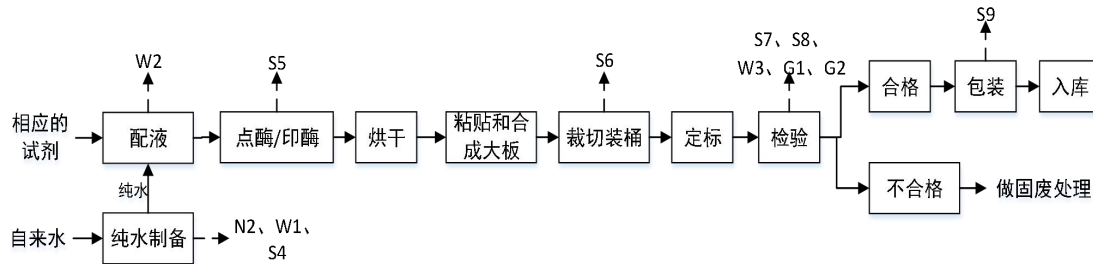 S9
S7、S8、
W3、G1、G2
W2
S5
S6
合格
包装
入库
相应的
试剂
配液
点酶/印酶
烘干
粘贴和合
成大板
裁切装桶
定标
检验
纯水
不合格
做固废处理
自来水
纯水制备
N2、W1、
S4